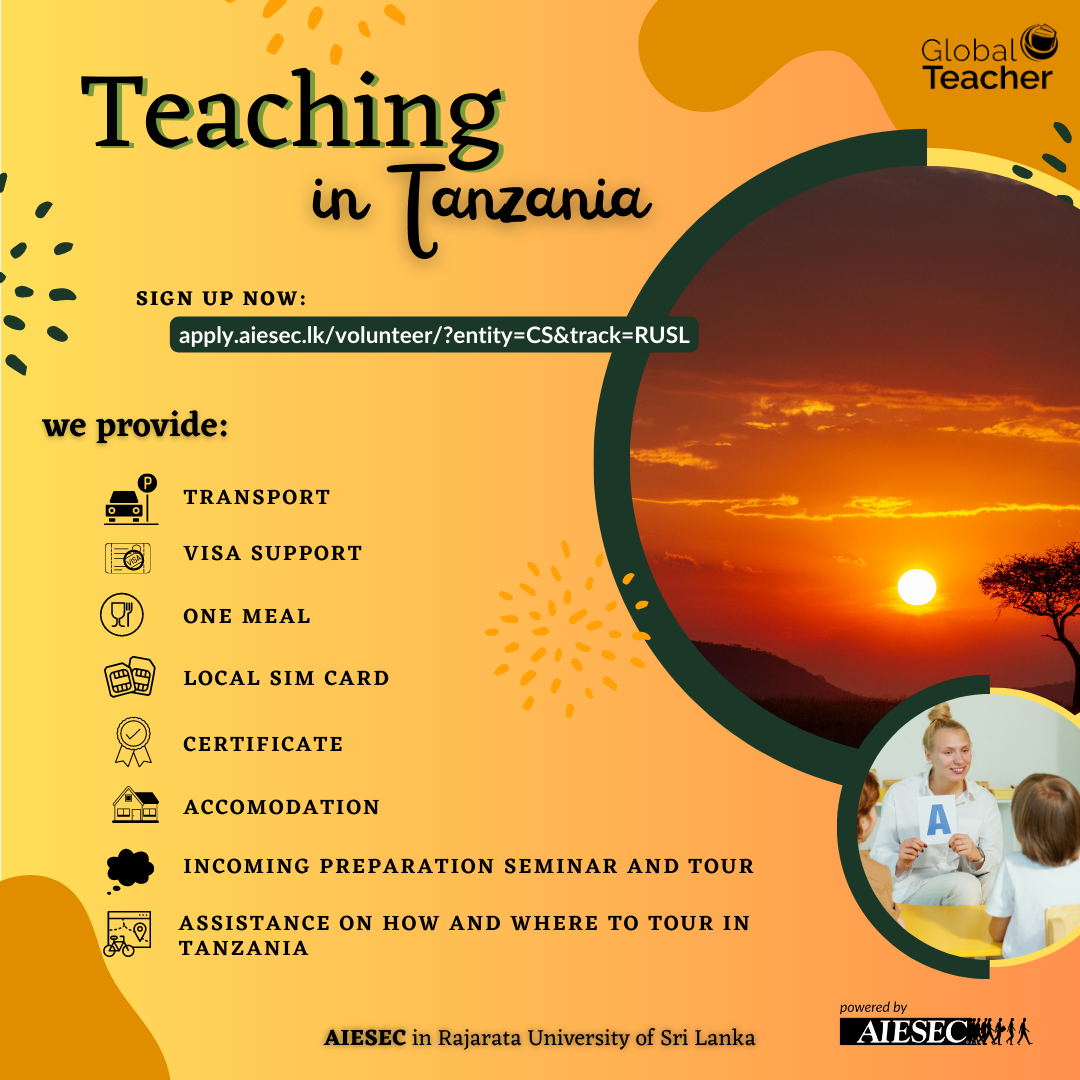 Global
Teacher
Teaching
in Tanzania
SIGN UP NOW:
apply.aiesec.lk/volunteer/?entity=CS&track=RUSL
we provide:
P
TRANSPORT
VISA
VISA SUPPORT
ONE MEAL
LOCAL SIM CARD
CERTIFICATE
ACCOMODATION
INCOMING PREPARATION SEMINAR AND TOUR
ASSISTANCE ON HOW AND WHERE TO TOUR IN
TANZANIA
A
powered by
AIESEC
AIESEC in Rajarata University of Sri Lanka